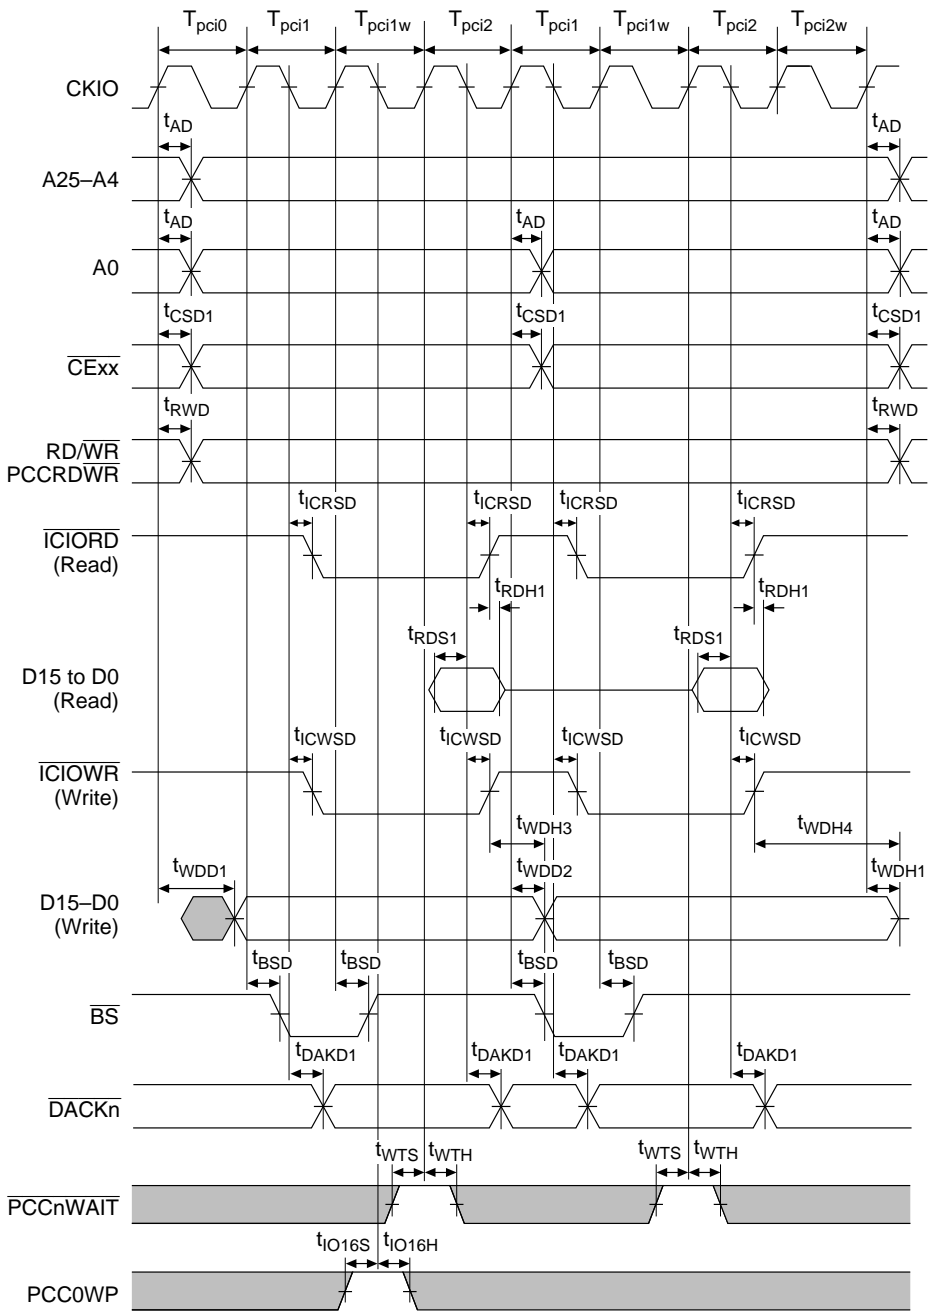 Tpci0 Tpci1 Tpci1w Tpci2 Tpci1 Tpci1w Tpci2 Tpci2w
CKIO
tAD tAD
A25–A4
tAD tAD tAD
A0
tCSD1 tCSD1 tCSD1
CExx
tRWD tRWD
RD/WR
PCCRDWR
tICRSD tICRSD tICRSD tICRSD
ICIORD
(Read)
tRDH1 tRDH1
tRDS1 tRDS1
D15 to D0
(Read)
tICWSD tICWSD tICWSD tICWSD
ICIOWR
(Write)
tWDH3 tWDH4
tWDD1 tWDD2 tWDH1
D15–D0
(Write)
tBSD tBSD tBSD tBSD
BS
tDAKD1 tDAKD1 tDAKD1 tDAKD1
DACKn
tWTS tWTH tWTS tWTH
PCCnWAIT
tIO16S tIO16H
PCC0WP